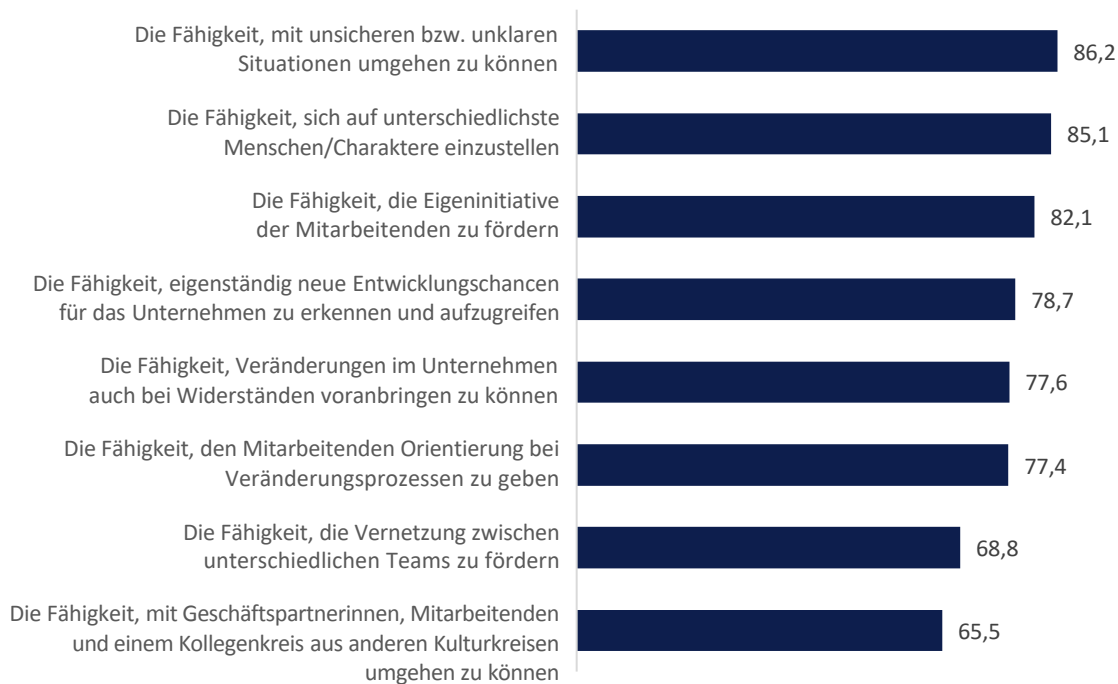 Die Fähigkeit, mit unsicheren bzw. unklaren
Situationen umgehen zu können
86,2
Die Fähigkeit, sich auf unterschiedlichste
Menschen/Charaktere einzustellen
85,1
Die Fähigkeit, die Eigeninitiative
der Mitarbeitenden zu fördern
82,1
Die Fähigkeit, eigenständig neue Entwicklungschancen
für das Unternehmen zu erkennen und aufzugreifen
78,7
Die Fähigkeit, Veränderungen im Unternehmen
auch bei Widerständen voranbringen zu können
77,6
Die Fähigkeit, den Mitarbeitenden Orientierung bei
Veränderungsprozessen zu geben
77,4
Die Fähigkeit, die Vernetzung zwischen
unterschiedlichen Teams zu fördern
68,8
Die Fähigkeit, mit Geschäftspartnerinnen, Mitarbeitenden
und einem Kollegenkreis aus anderen Kulturkreisen
umgehen zu können
65,5